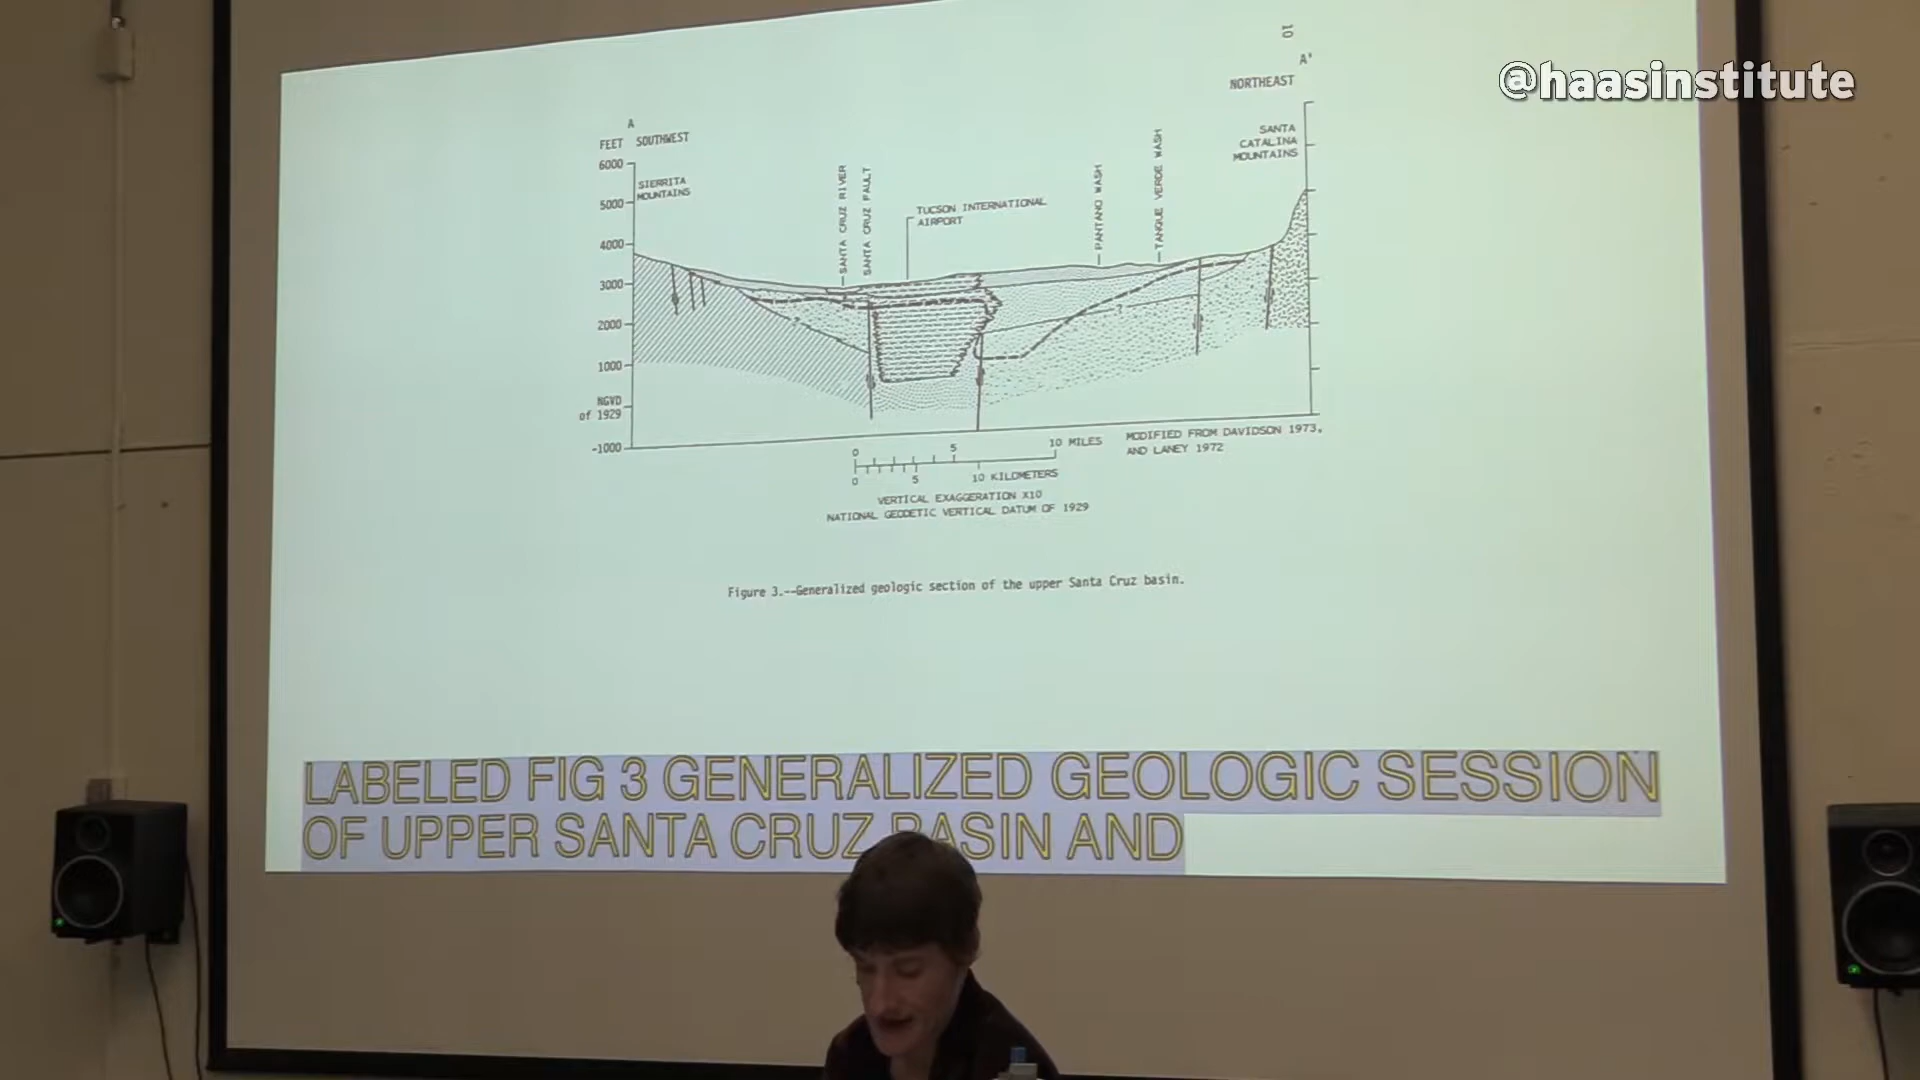 @haasinstitute
10
A'
NORTHEAST
A
FEET SOUTHWEST
6000
5000
4000
3000
2000
1000
NGVD
of 1929
-1000
SIERRITA
MOUNTAINS
SANTA CRUZ RIVER
SANTA CRUZ FAULT
TUCSON INTERNATIONAL
AIRPORT
PANTANO WASH
TANQUE VERDE WASH
SANTA
CATALINA
MOUNTAINS
?
?
0 5 10 MILES
0 5 10 KILOMETERS
MODIFIED FROM DAVIDSON 1973,
AND LANEY 1972
VERTICAL EXAGGERATION X10
NATIONAL GEODETIC VERTICAL DATUM OF 1929
Figure 3.--Generalized geologic section of the upper Santa Cruz basin.
LABELED FIG 3 GENERALIZED GEOLOGIC SESSION
OF UPPER SANTA CRUZ BASIN AND